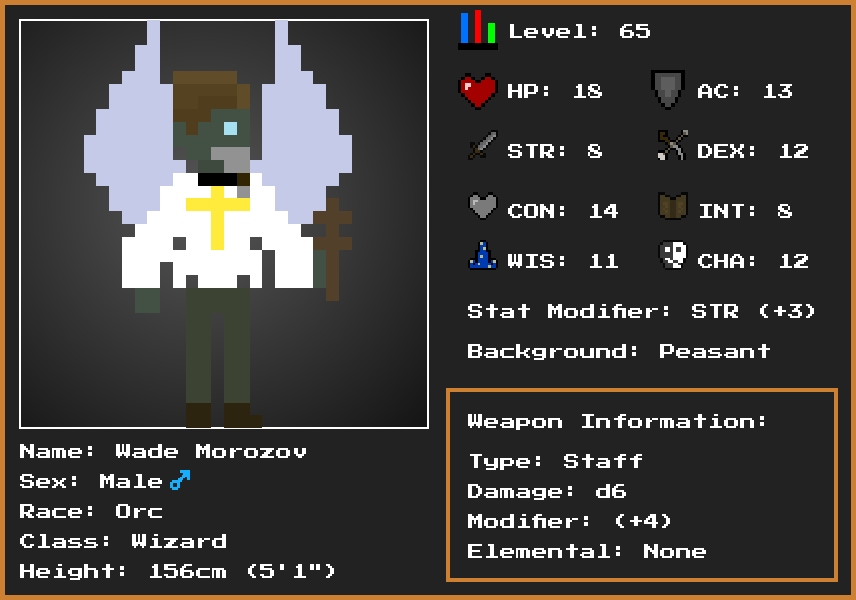 Level: 65
HP: 18 AC: 13
STR: 8 DEX: 12
CON: 14 INT: 8
WIS: 11 CHA: 12
Stat Modifier: STR (+3)
Background: Peasant
Weapon Information:
Type: Staff
Damage: d6
Modifier: (+4)
Elemental: None
Name: Wade Morozov
Sex: Male ♂
Race: Orc
Class: Wizard
Height: 156cm (5'1")